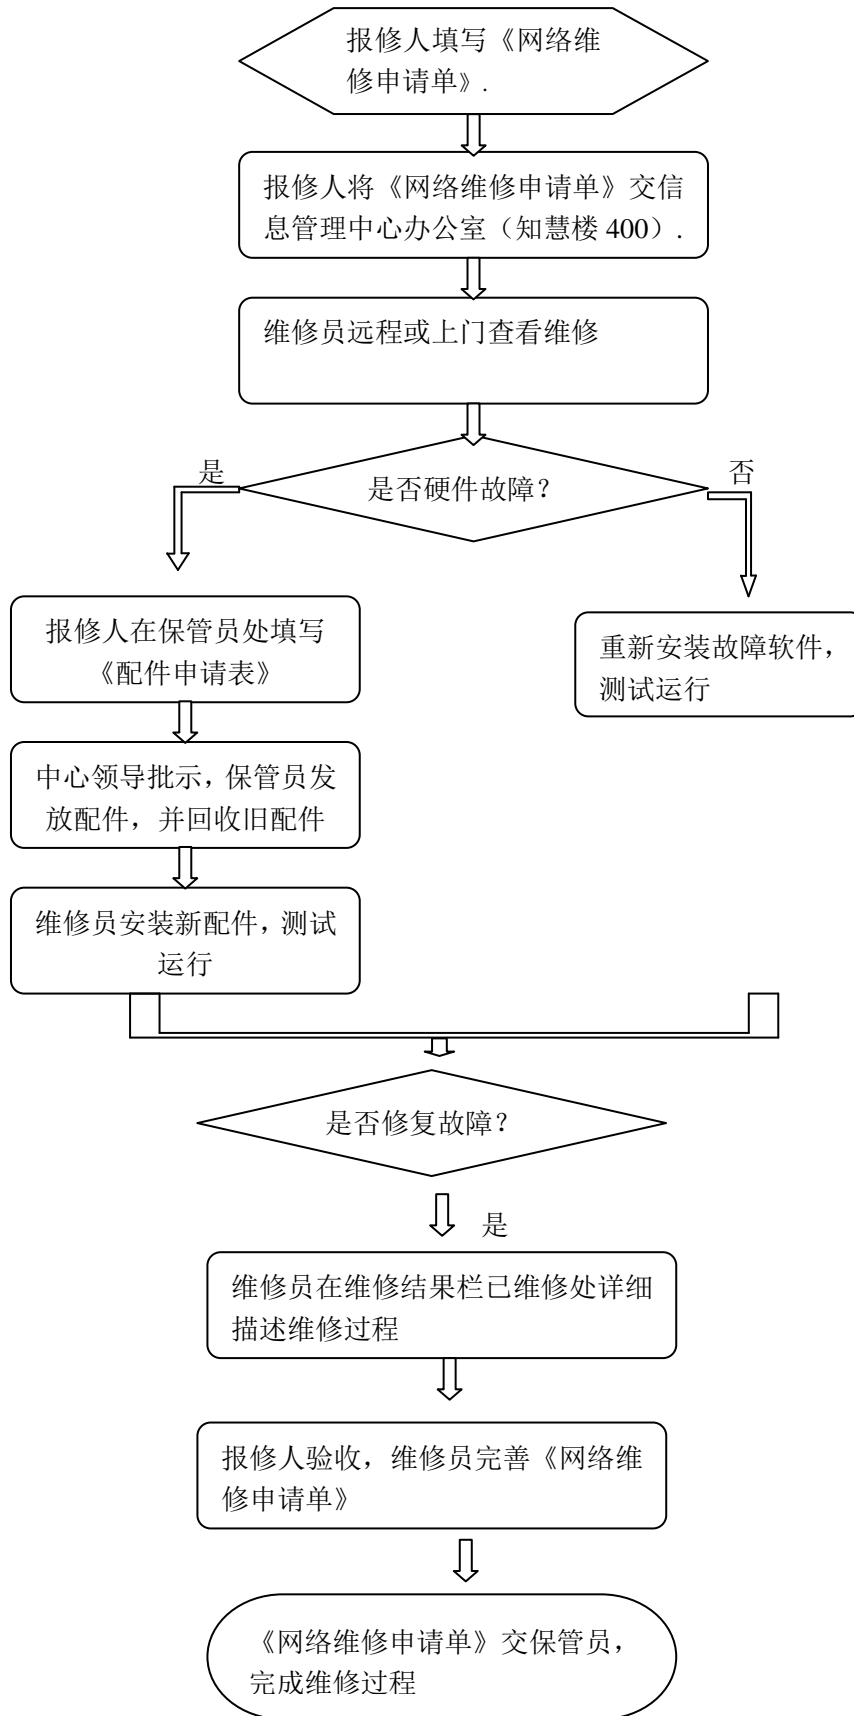 报修人填写《网络维
修申请单》.
报修人将《网络维修申请单》交信
息管理中心办公室（知慧楼 400）.
维修员远程或上门查看维修
是
是否硬件故障？
否
报修人在保管员处填写
《配件申请表》
重新安装故障软件，
测试运行
中心领导批示，保管员发
放配件，并回收旧配件
维修员安装新配件，测试
运行
是否修复故障？
是
维修员在维修结果栏已维修处详细
描述维修过程
报修人验收，维修员完善《网络维
修申请单》
《网络维修申请单》交保管员，
完成维修过程